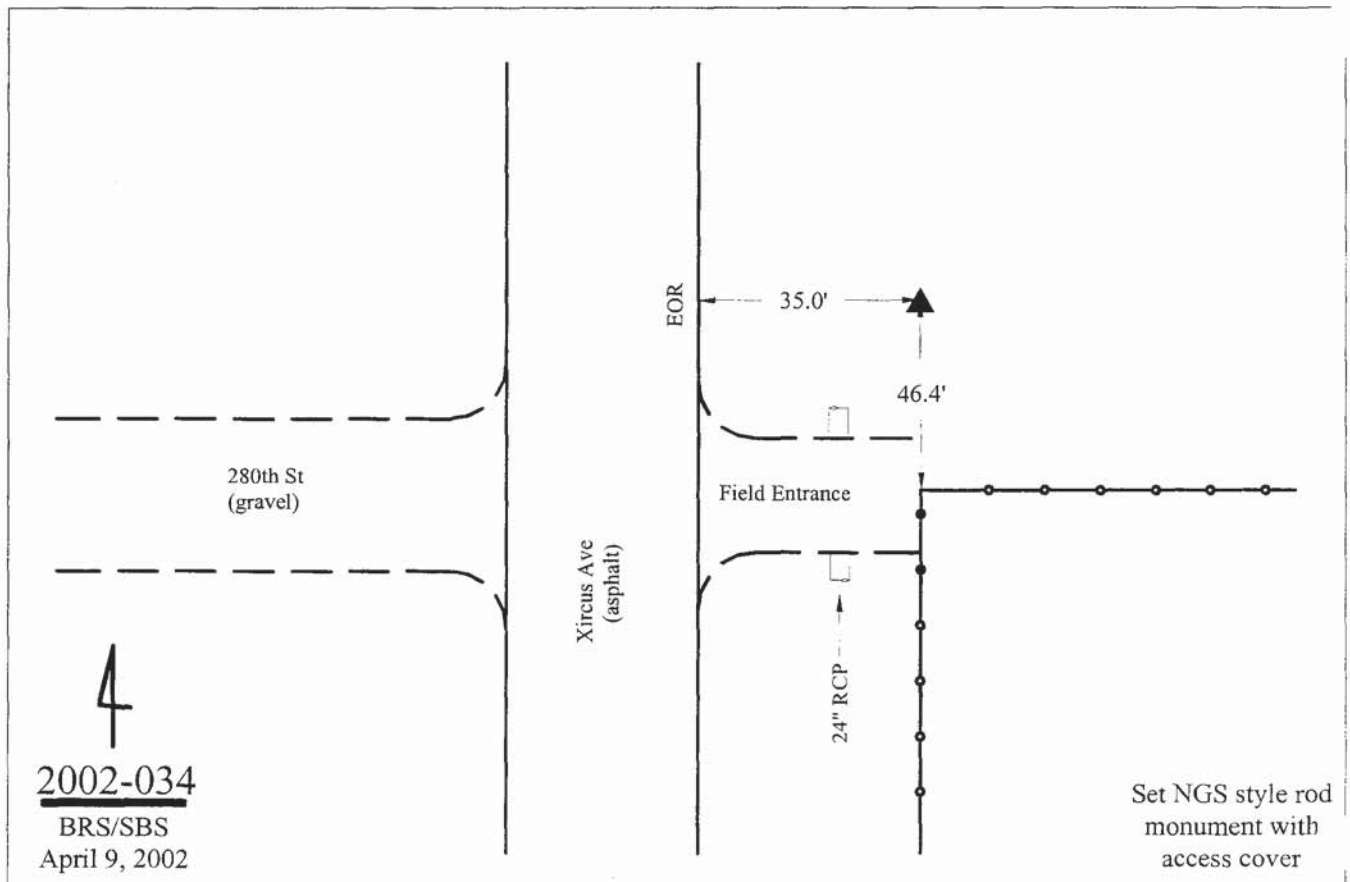 EOR
35.0'
46.4'
280th St
(gravel)
Field Entrance
Xircus Ave
(asphalt)
24" RCP
2002-034
BRS/SBS
April 9, 2002
Set NGS style rod
monument with
access cover